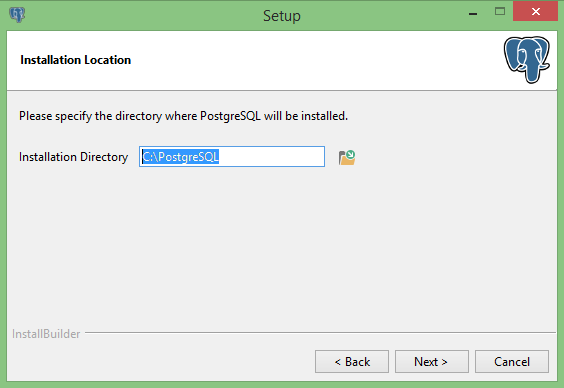 Setup
Installation Location
Please specify the directory where PostgreSQL will be installed.
Installation Directory C:\PostgreSQL
InstallBuilder
< Back Next > Cancel